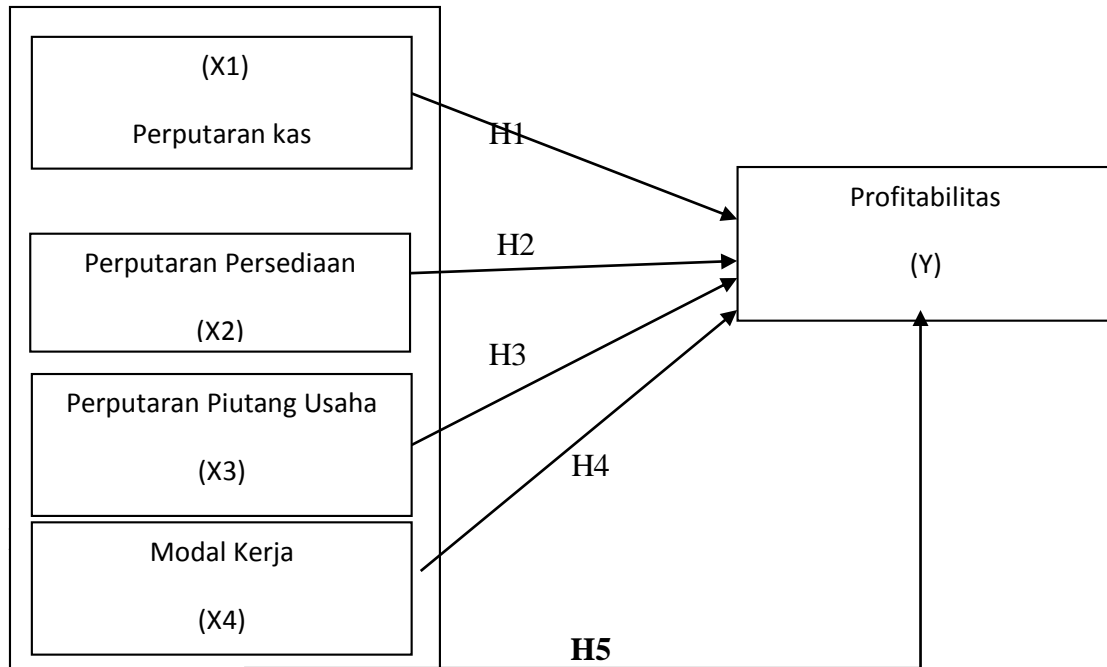 (X1)
Perputaran kas
H1
Profitabilitas
(Y)
Perputaran Persediaan
(X2)
H2
Perputaran Piutang Usaha
(X3)
H3
H4
Modal Kerja
(X4)
H5